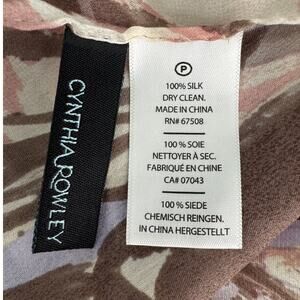 CYNTHIA ROWLEY
P
100% SILK
DRY CLEAN.
MADE IN CHINA
RN# 67508
100% SOIE
NETTOYER À SEC.
FABRIQUÉ EN CHINE
CA# 07043
100 % SIEDE
CHEMISCH REINGEN.
IN CHINA HERGESTELLT